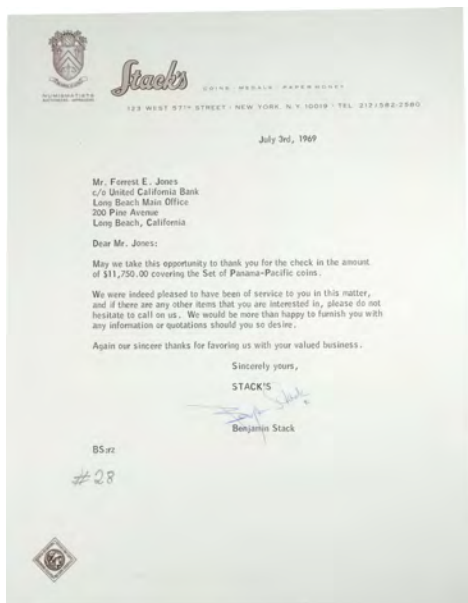 Stack's
COINS · MEDALS · PAPER MONEY
NUMISMATISTS
123 WEST 57TH STREET · NEW YORK, N.Y. 10019 · TEL. 212/582-2580
July 3rd, 1969
Mr. Forrest E. Jones
c/o United California Bank
Long Beach Main Office
200 Pine Avenue
Long Beach, California
Dear Mr. Jones:
May we take this opportunity to thank you for the check in the amount
of $11,750.00 covering the Set of Panama-Pacific coins.
We were indeed pleased to have been of service to you in this matter,
and if there are any other items that you are interested in, please do not
hesitate to call on us. We would be more than happy to furnish you with
any information or quotations should you so desire.
Again our sincere thanks for favoring us with your valued business.
Sincerely yours,
STACK'S
Benjamin Stack
BS:rz
#28